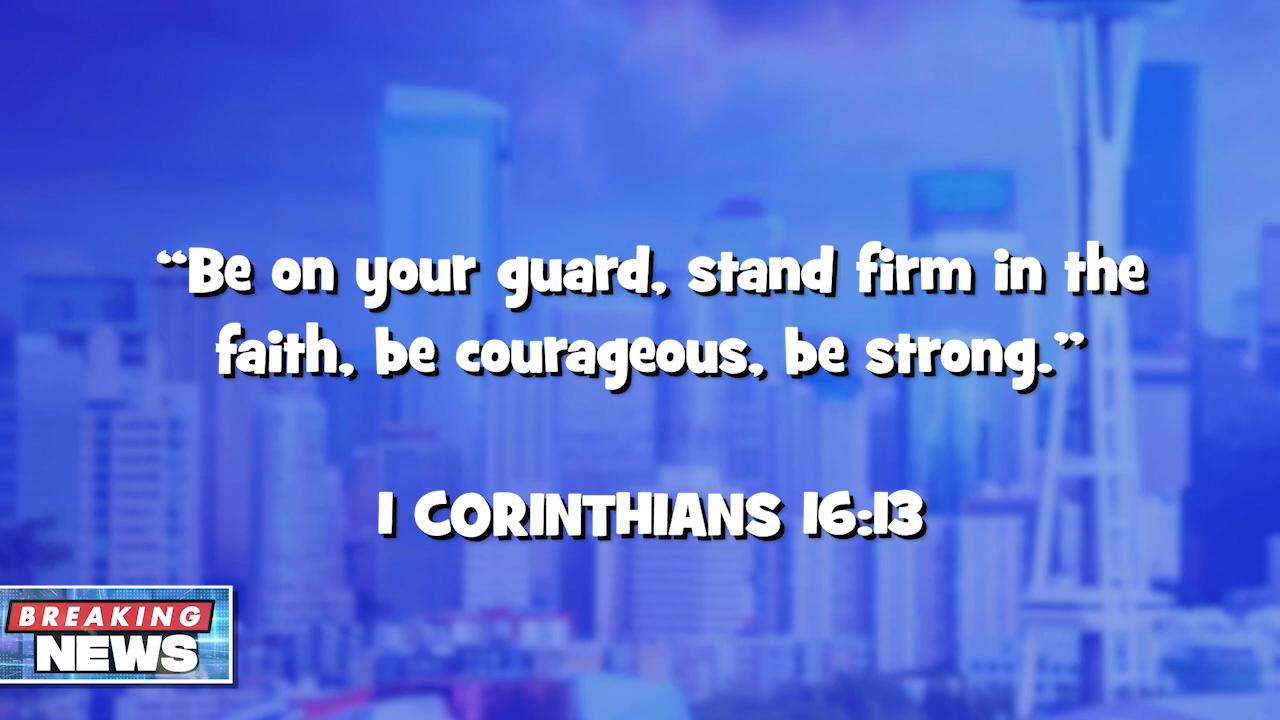 “Be on your guard, stand firm in the
faith, be courageous, be strong.”
1 CORINTHIANS 16:13
BREAKING
NEWS